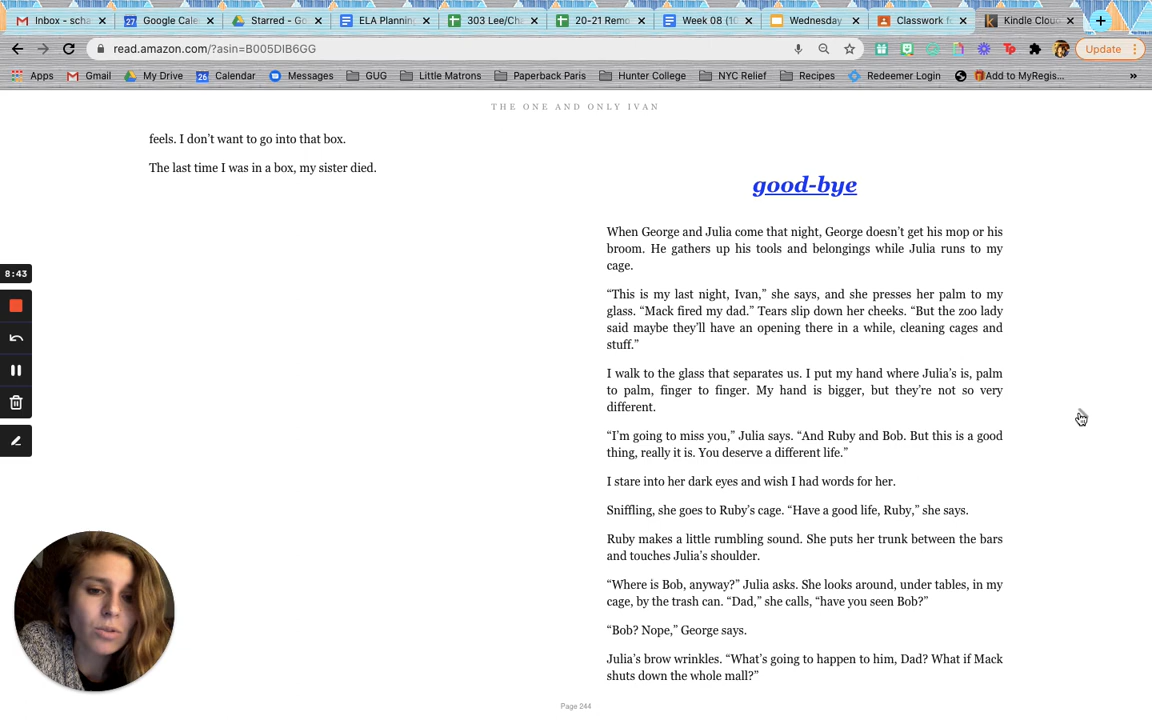 Inbox - scha
Google Cale
Starred - Go
ELA Plannin
303 Lee/Cha
20-21 Remo
Week 08 (10
Wednesday
Classwork f
Kindle Clou
read.amazon.com/?asin=B005DIB6GG
Update
Apps
Gmail
My Drive
Calendar
Messages
GUG
Little Matrons
Paperback Paris
Hunter College
NYC Relief
Recipes
Redeemer Login
Add to MyRegis...
»
THE ONE AND ONLY IVAN
feels. I don’t want to go into that box.
The last time I was in a box, my sister died.
good-bye
When George and Julia come that night, George doesn’t get his mop or his
broom. He gathers up his tools and belongings while Julia runs to my
cage.
“This is my last night, Ivan,” she says, and she presses her palm to my
glass. “Mack fired my dad.” Tears slip down her cheeks. “But the zoo lady
said maybe they’ll have an opening there in a while, cleaning cages and
stuff.”
I walk to the glass that separates us. I put my hand where Julia’s is, palm
to palm, finger to finger. My hand is bigger, but they’re not so very
different.
“I’m going to miss you,” Julia says. “And Ruby and Bob. But this is a good
thing, really it is. You deserve a different life.”
I stare into her dark eyes and wish I had words for her.
Sniffling, she goes to Ruby’s cage. “Have a good life, Ruby,” she says.
Ruby makes a little rumbling sound. She puts her trunk between the bars
and touches Julia’s shoulder.
“Where is Bob, anyway?” Julia asks. She looks around, under tables, in my
cage, by the trash can. “Dad,” she calls, “have you seen Bob?”
“Bob? Nope,” George says.
Julia’s brow wrinkles. “What’s going to happen to him, Dad? What if Mack
shuts down the whole mall?”
Page 244
8:43